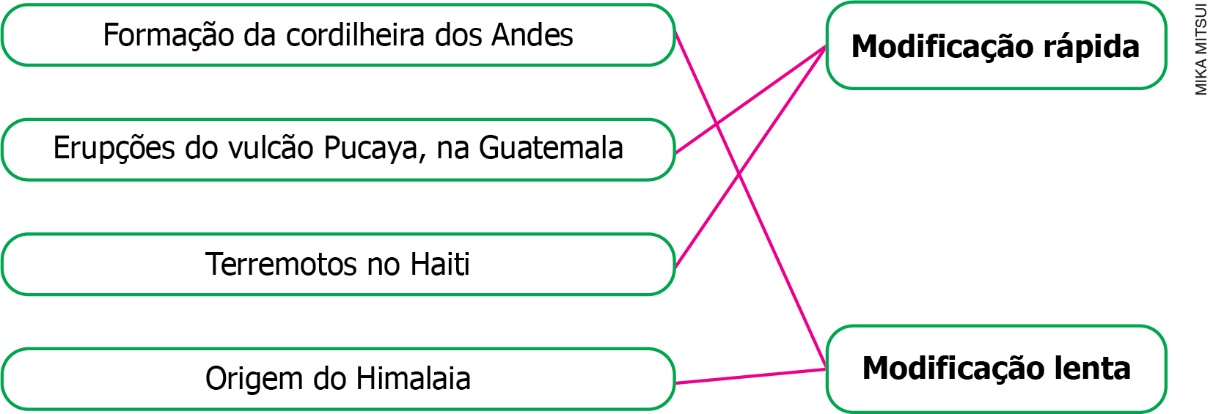 Formação da cordilheira dos Andes
Erupções do vulcão Pucaya, na Guatemala
Terremotos no Haiti
Origem do Himalaia
Modificação rápida
Modificação lenta
MIKA MITSUI